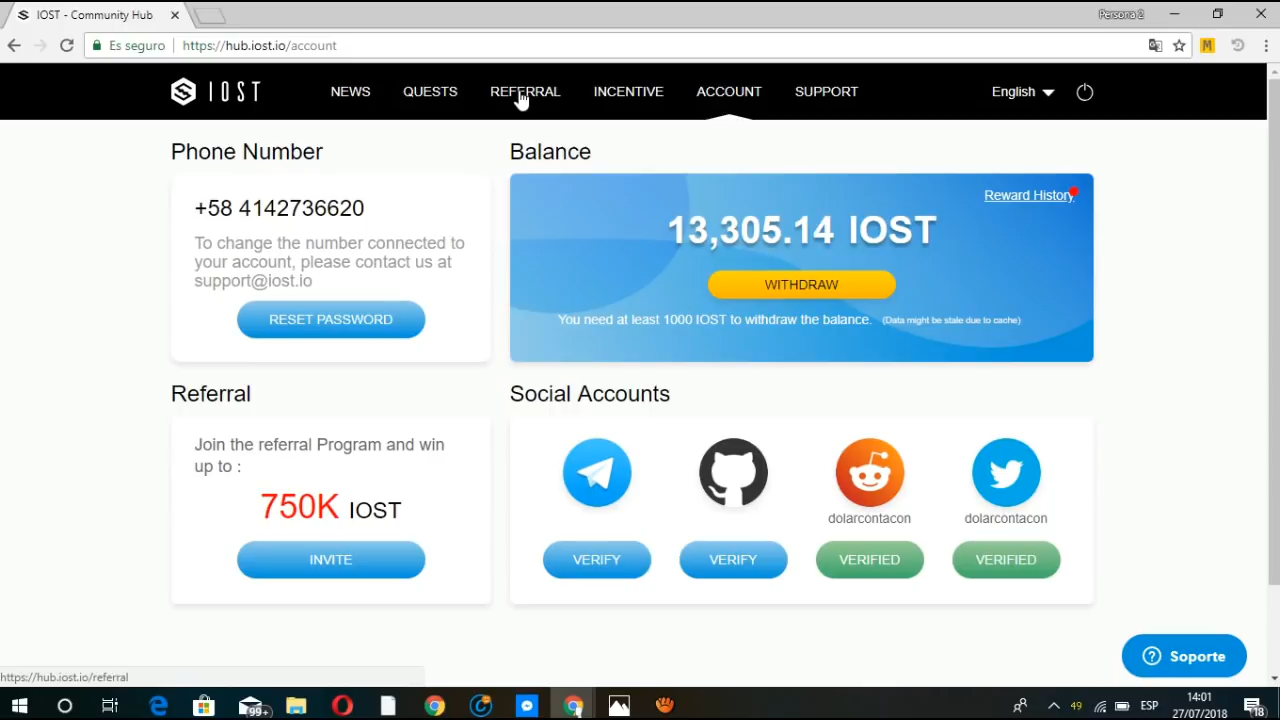 IOST - Community Hub
Persona 2
Es seguro
https://hub.iost.io/account
M
IOST
NEWS
QUESTS
REFERRAL
INCENTIVE
ACCOUNT
SUPPORT
English
Phone Number
Balance
+58 4142736620
To change the number connected to
your account, please contact us at
support@iost.io
RESET PASSWORD
Reward History
13,305.14 IOST
WITHDRAW
You need at least 1000 IOST to withdraw the balance. (Data might be stale due to cache)
Referral
Social Accounts
Join the referral Program and win
up to :
750K IOST
INVITE
dolarcontacon
dolarcontacon
VERIFY
VERIFY
VERIFIED
VERIFIED
Soporte
https://hub.iost.io/referral
99+
49
ESP
14:01
27/07/2018
18